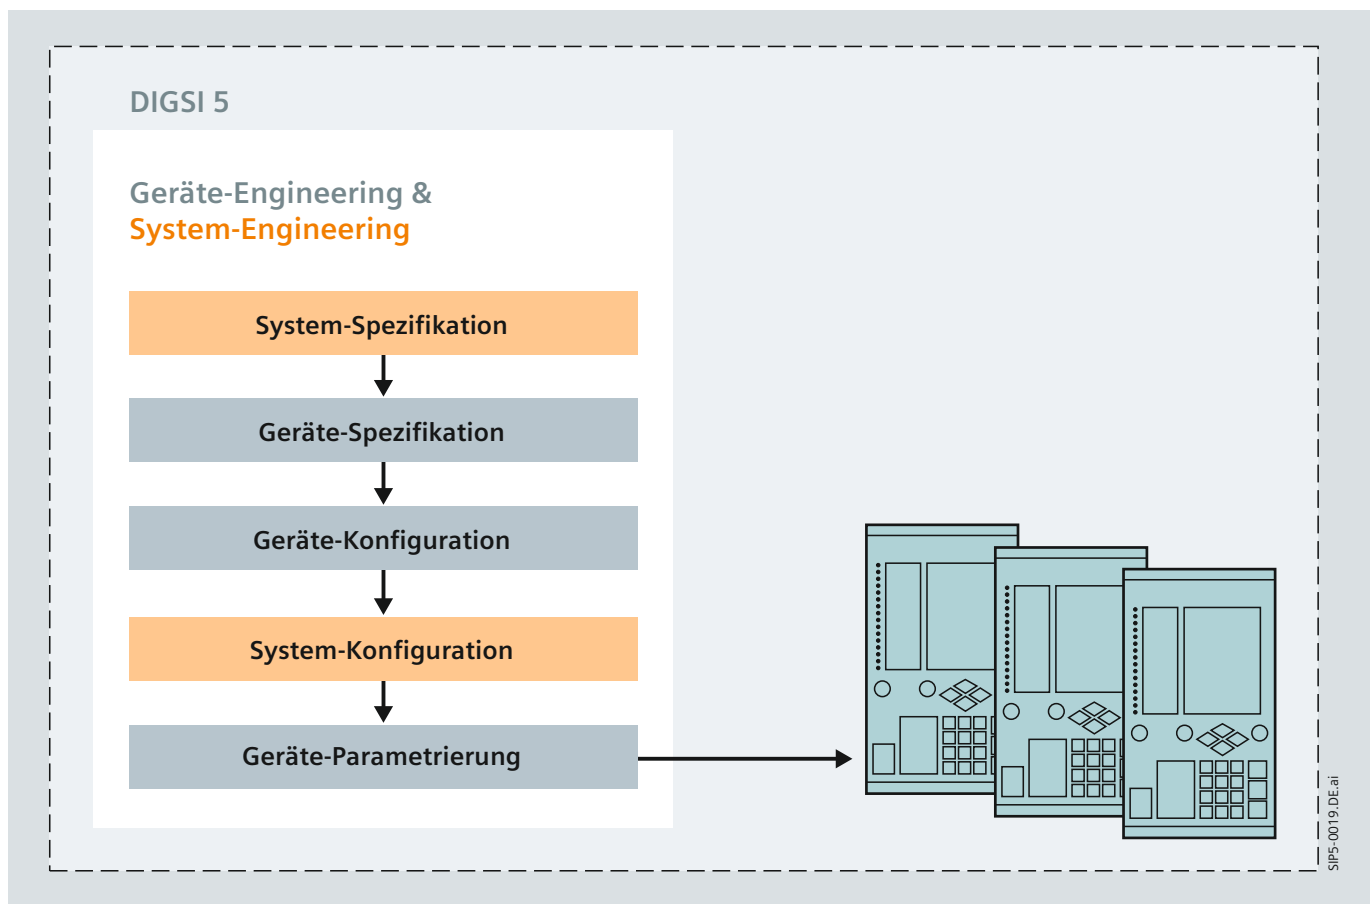 DIGSI 5
Geräte-Engineering &
System-Engineering
System-Spezifikation
Geräte-Spezifikation
Geräte-Konfiguration
System-Konfiguration
Geräte-Parametrierung
SIP5-0019.DE.ai